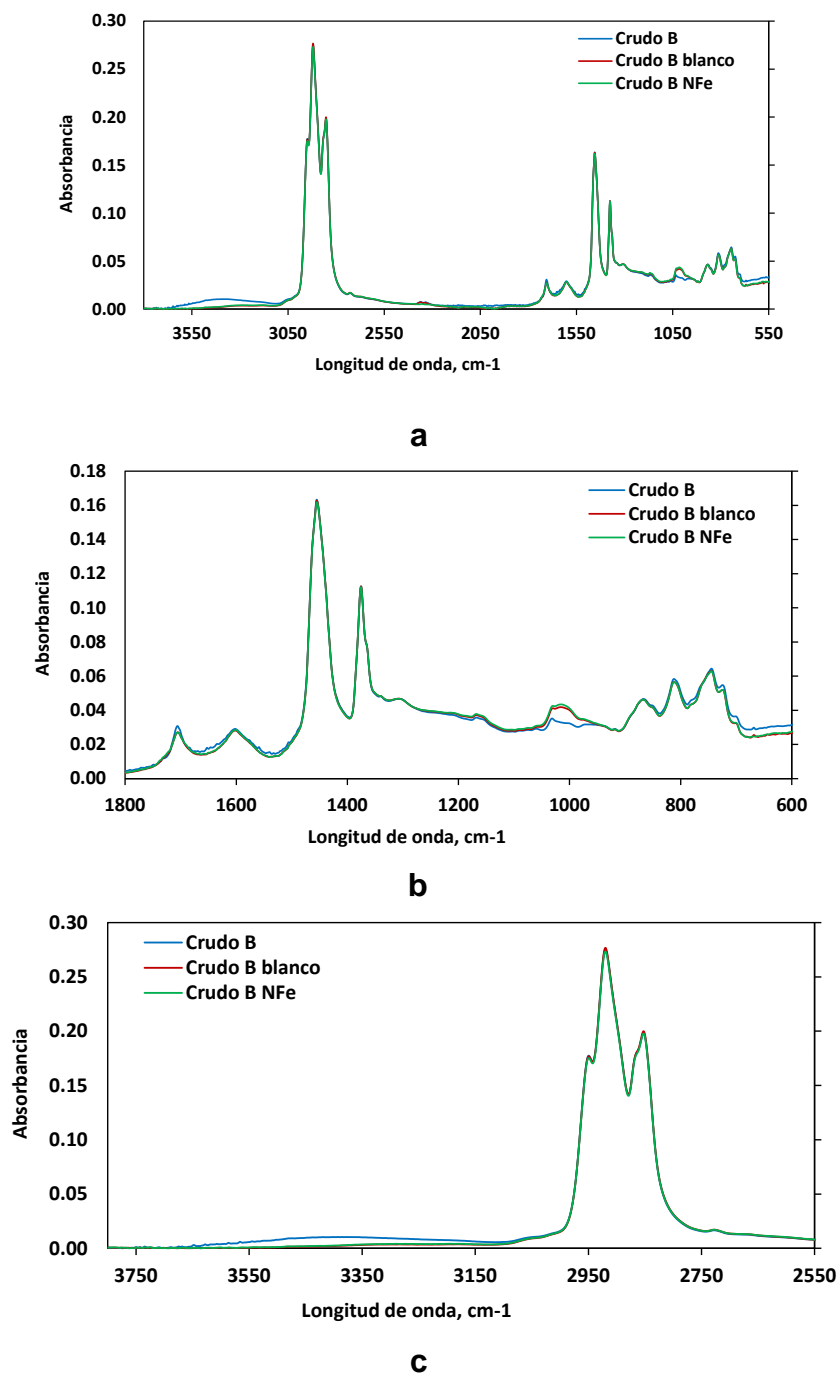 0.30
0.25
0.20
0.15
0.10
0.05
0.00
Absorbancia
Crudo B
Crudo B blanco
Crudo B NFe
3550 3050 2550 2050 1550 1050 550
Longitud de onda, cm-1
a
0.18
0.16
0.14
0.12
0.10
0.08
0.06
0.04
0.02
0.00
Absorbancia
Crudo B
Crudo B blanco
Crudo B NFe
1800 1600 1400 1200 1000 800 600
Longitud de onda, cm-1
b
0.30
0.25
0.20
0.15
0.10
0.05
0.00
Absorbancia
Crudo B
Crudo B blanco
Crudo B NFe
3750 3550 3350 3150 2950 2750 2550
Longitud de onda, cm-1
c